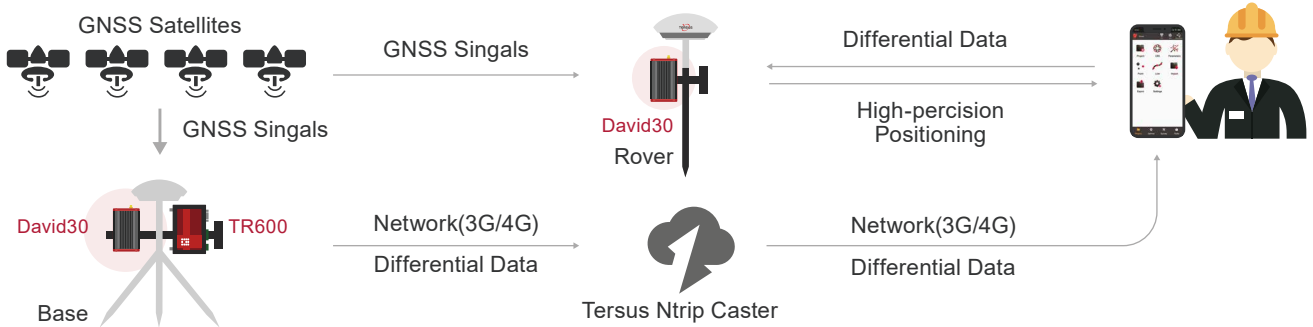 GNSS Satellites
GNSS Singals
GNSS Singals
TERSUS
David30
Rover
Differential Data
High-percision
Positioning
David30
TR600
Base
Network(3G/4G)
Differential Data
Tersus Ntrip Caster
Network(3G/4G)
Differential Data